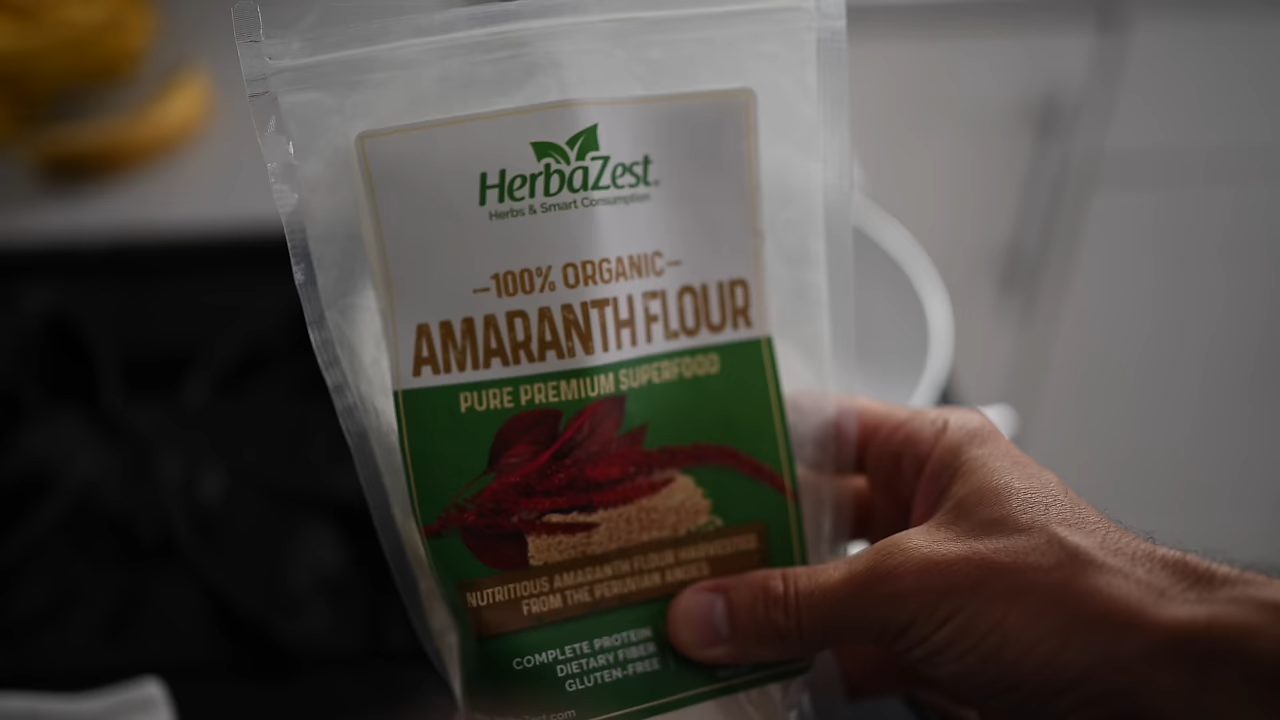 HerbaZest
Herbs & Smart Consumption
—100% ORGANIC—
AMARANTH FLOUR
PURE PREMIUM SUPERFOOD
NUTRITIOUS AMARANTH FLOUR HARVESTED
FROM THE PERUVIAN ANDES
COMPLETE PROTEIN
DIETARY FIBER
GLUTEN-FREE